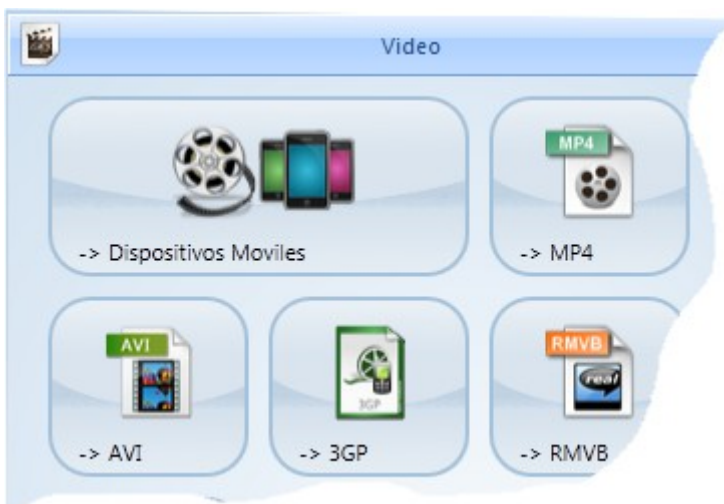 Video
-> Dispositivos Moviles
MP4
-> MP4
AVI
-> AVI
3GP
-> 3GP
RMVB
real
-> RMVB